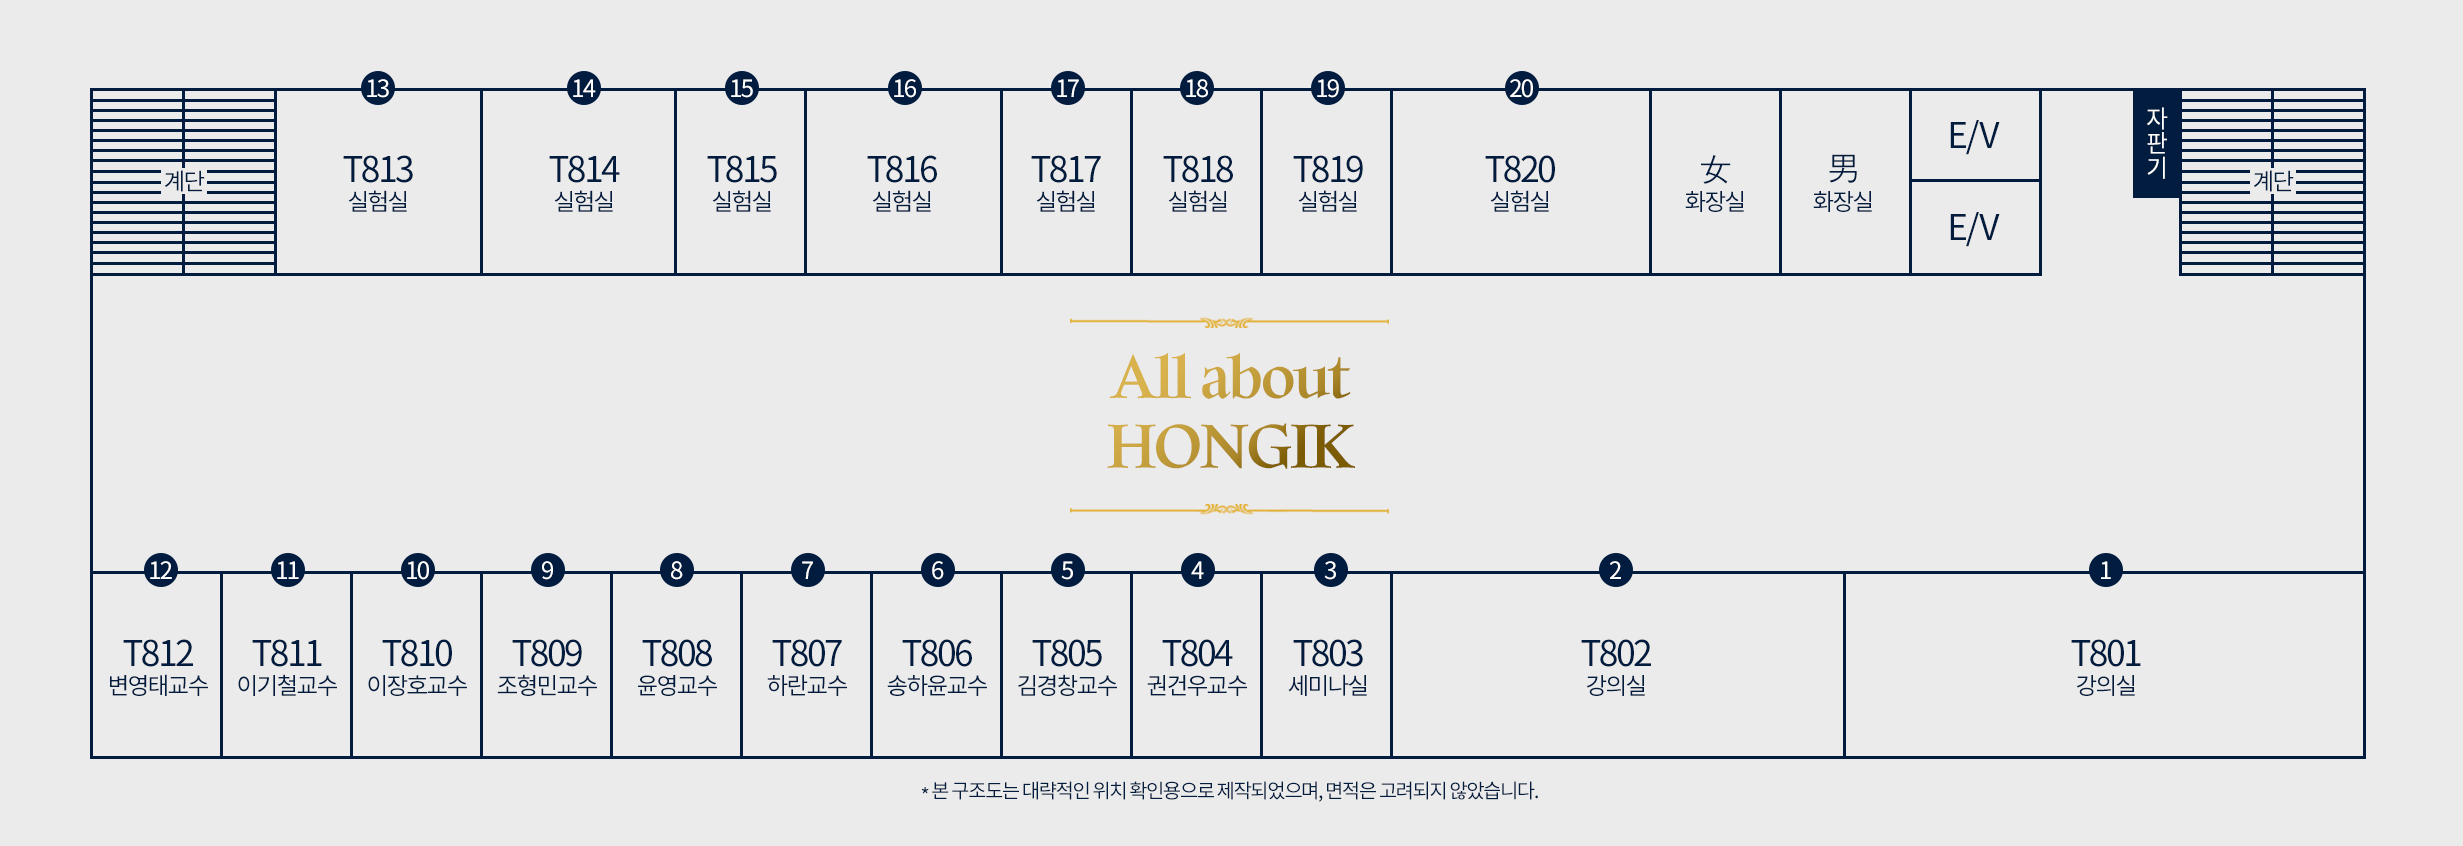 13 14 15 16 17 18 19 20
계단
T813
실험실
T814
실험실
T815
실험실
T816
실험실
T817
실험실
T818
실험실
T819
실험실
T820
실험실
女
화장실
男
화장실
E/V
E/V
자판기
계단
All about
HONGIK
12 11 10 9 8 7 6 5 4 3 2 1
T812
변영태교수
T811
이기철교수
T810
이장호교수
T809
조형민교수
T808
윤영교수
T807
하란교수
T806
송하윤교수
T805
김경창교수
T804
권건우교수
T803
세미나실
T802
강의실
T801
강의실
* 본 구조도는 대략적인 위치 확인용으로 제작되었으며, 면적은 고려되지 않았습니다.